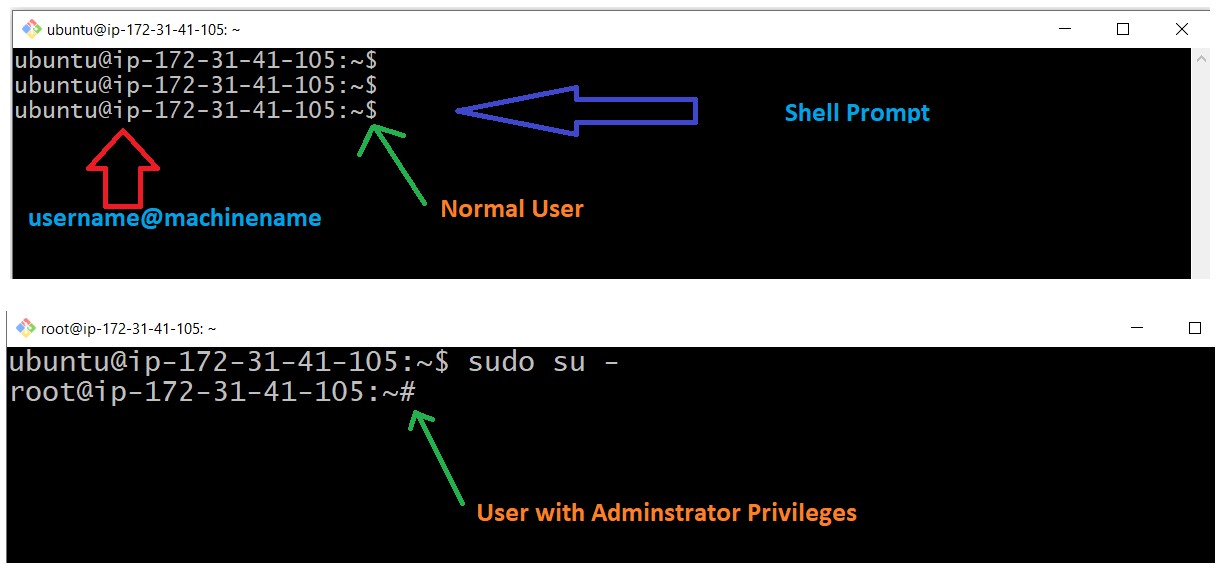 ubuntu@ip-172-31-41-105: ~
ubuntu@ip-172-31-41-105:~$
ubuntu@ip-172-31-41-105:~$
ubuntu@ip-172-31-41-105:~$
Shell Prompt
Normal User
username@machinename
root@ip-172-31-41-105: ~
ubuntu@ip-172-31-41-105:~$ sudo su -
root@ip-172-31-41-105:~#
User with Adminstrator Privileges